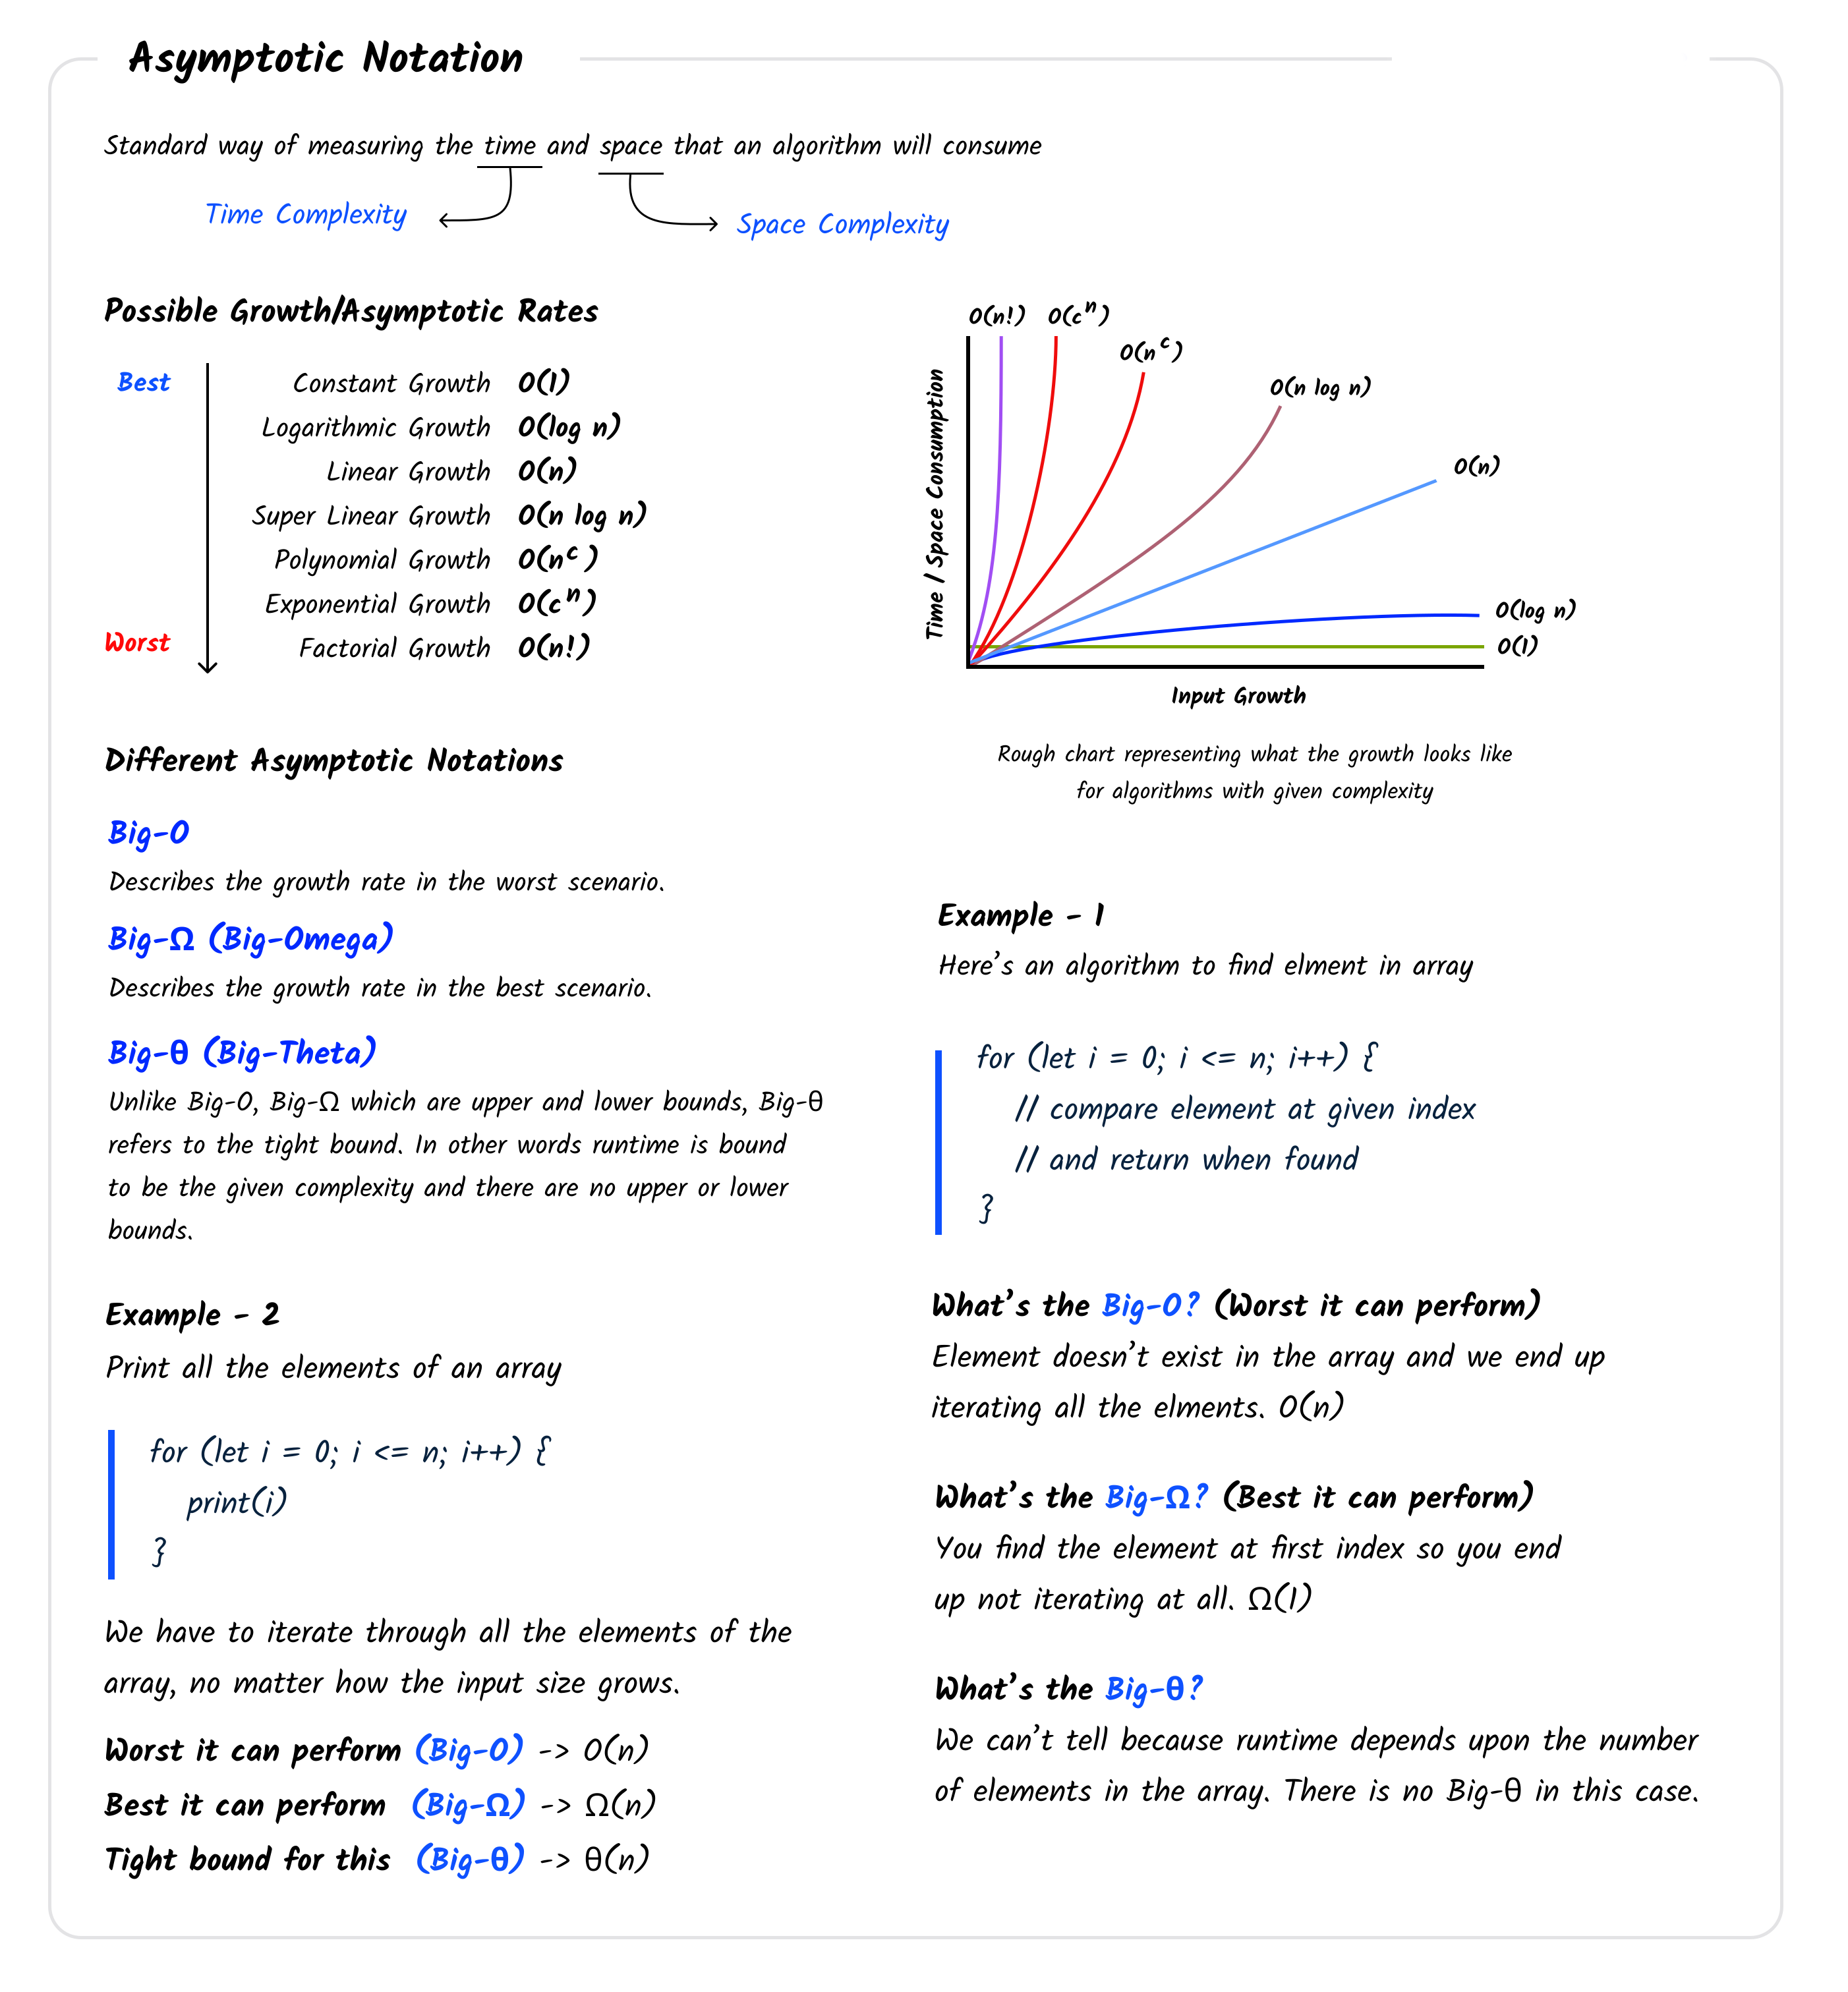 Asymptotic Notation
Standard way of measuring the time and space that an algorithm will consume
Time Complexity
Space Complexity
Possible Growth/Asymptotic Rates
Best
Constant Growth O(1)
Logarithmic Growth O(log n)
Linear Growth O(n)
Super Linear Growth O(n log n)
Polynomial Growth O(n^c)
Exponential Growth O(c^n)
Worst
Factorial Growth O(n!)
O(n!)
O(c^n)
O(n^c)
O(n log n)
O(n)
O(log n)
O(1)
Time / Space Consumption
Input Growth
Rough chart representing what the growth looks like
for algorithms with given complexity
Different Asymptotic Notations
Big-O
Describes the growth rate in the worst scenario.
Big-Ω (Big-Omega)
Describes the growth rate in the best scenario.
Big-θ (Big-Theta)
Unlike Big-O, Big-Ω which are upper and lower bounds, Big-θ
refers to the tight bound. In other words runtime is bound
to be the given complexity and there are no upper or lower
bounds.
Example - 1
Here's an algorithm to find elment in array
for (let i = 0; i <= n; i++) {
// compare element at given index
// and return when found
}
What's the Big-O? (Worst it can perform)
Element doesn't exist in the array and we end up
iterating all the elments. O(n)
What's the Big-Ω? (Best it can perform)
You find the element at first index so you end
up not iterating at all. Ω(1)
What's the Big-θ?
We can't tell because runtime depends upon the number
of elements in the array. There is no Big-θ in this case.
Example - 2
Print all the elements of an array
for (let i = 0; i <= n; i++) {
print(i)
}
We have to iterate through all the elements of the
array, no matter how the input size grows.
Worst it can perform (Big-O) -> O(n)
Best it can perform (Big-Ω) -> Ω(n)
Tight bound for this (Big-θ) -> θ(n)